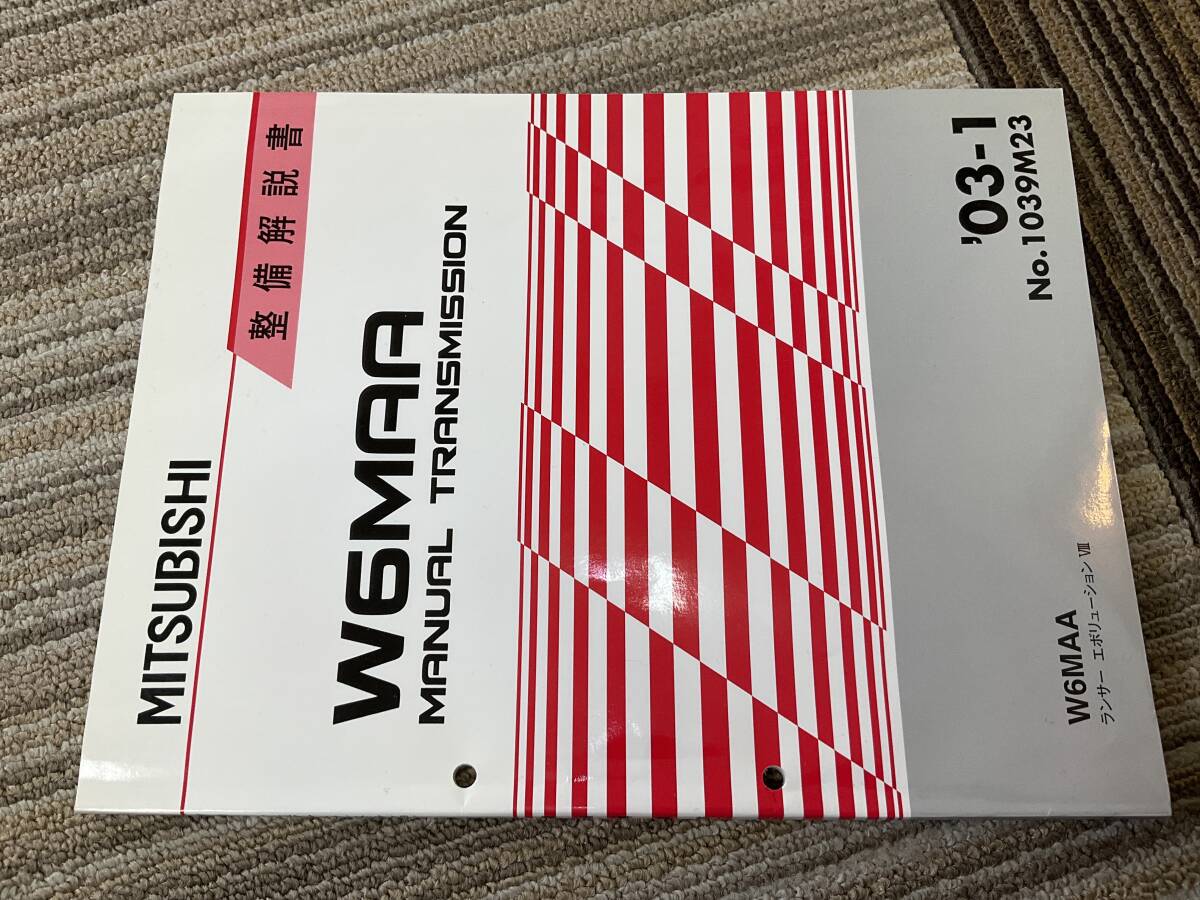 MITSUBISHI
整備解説書
W6MAA
MANUAL TRANSMISSION
'03-1
No.1039M23
W6MAA
ランサー エボリューション Ⅷ